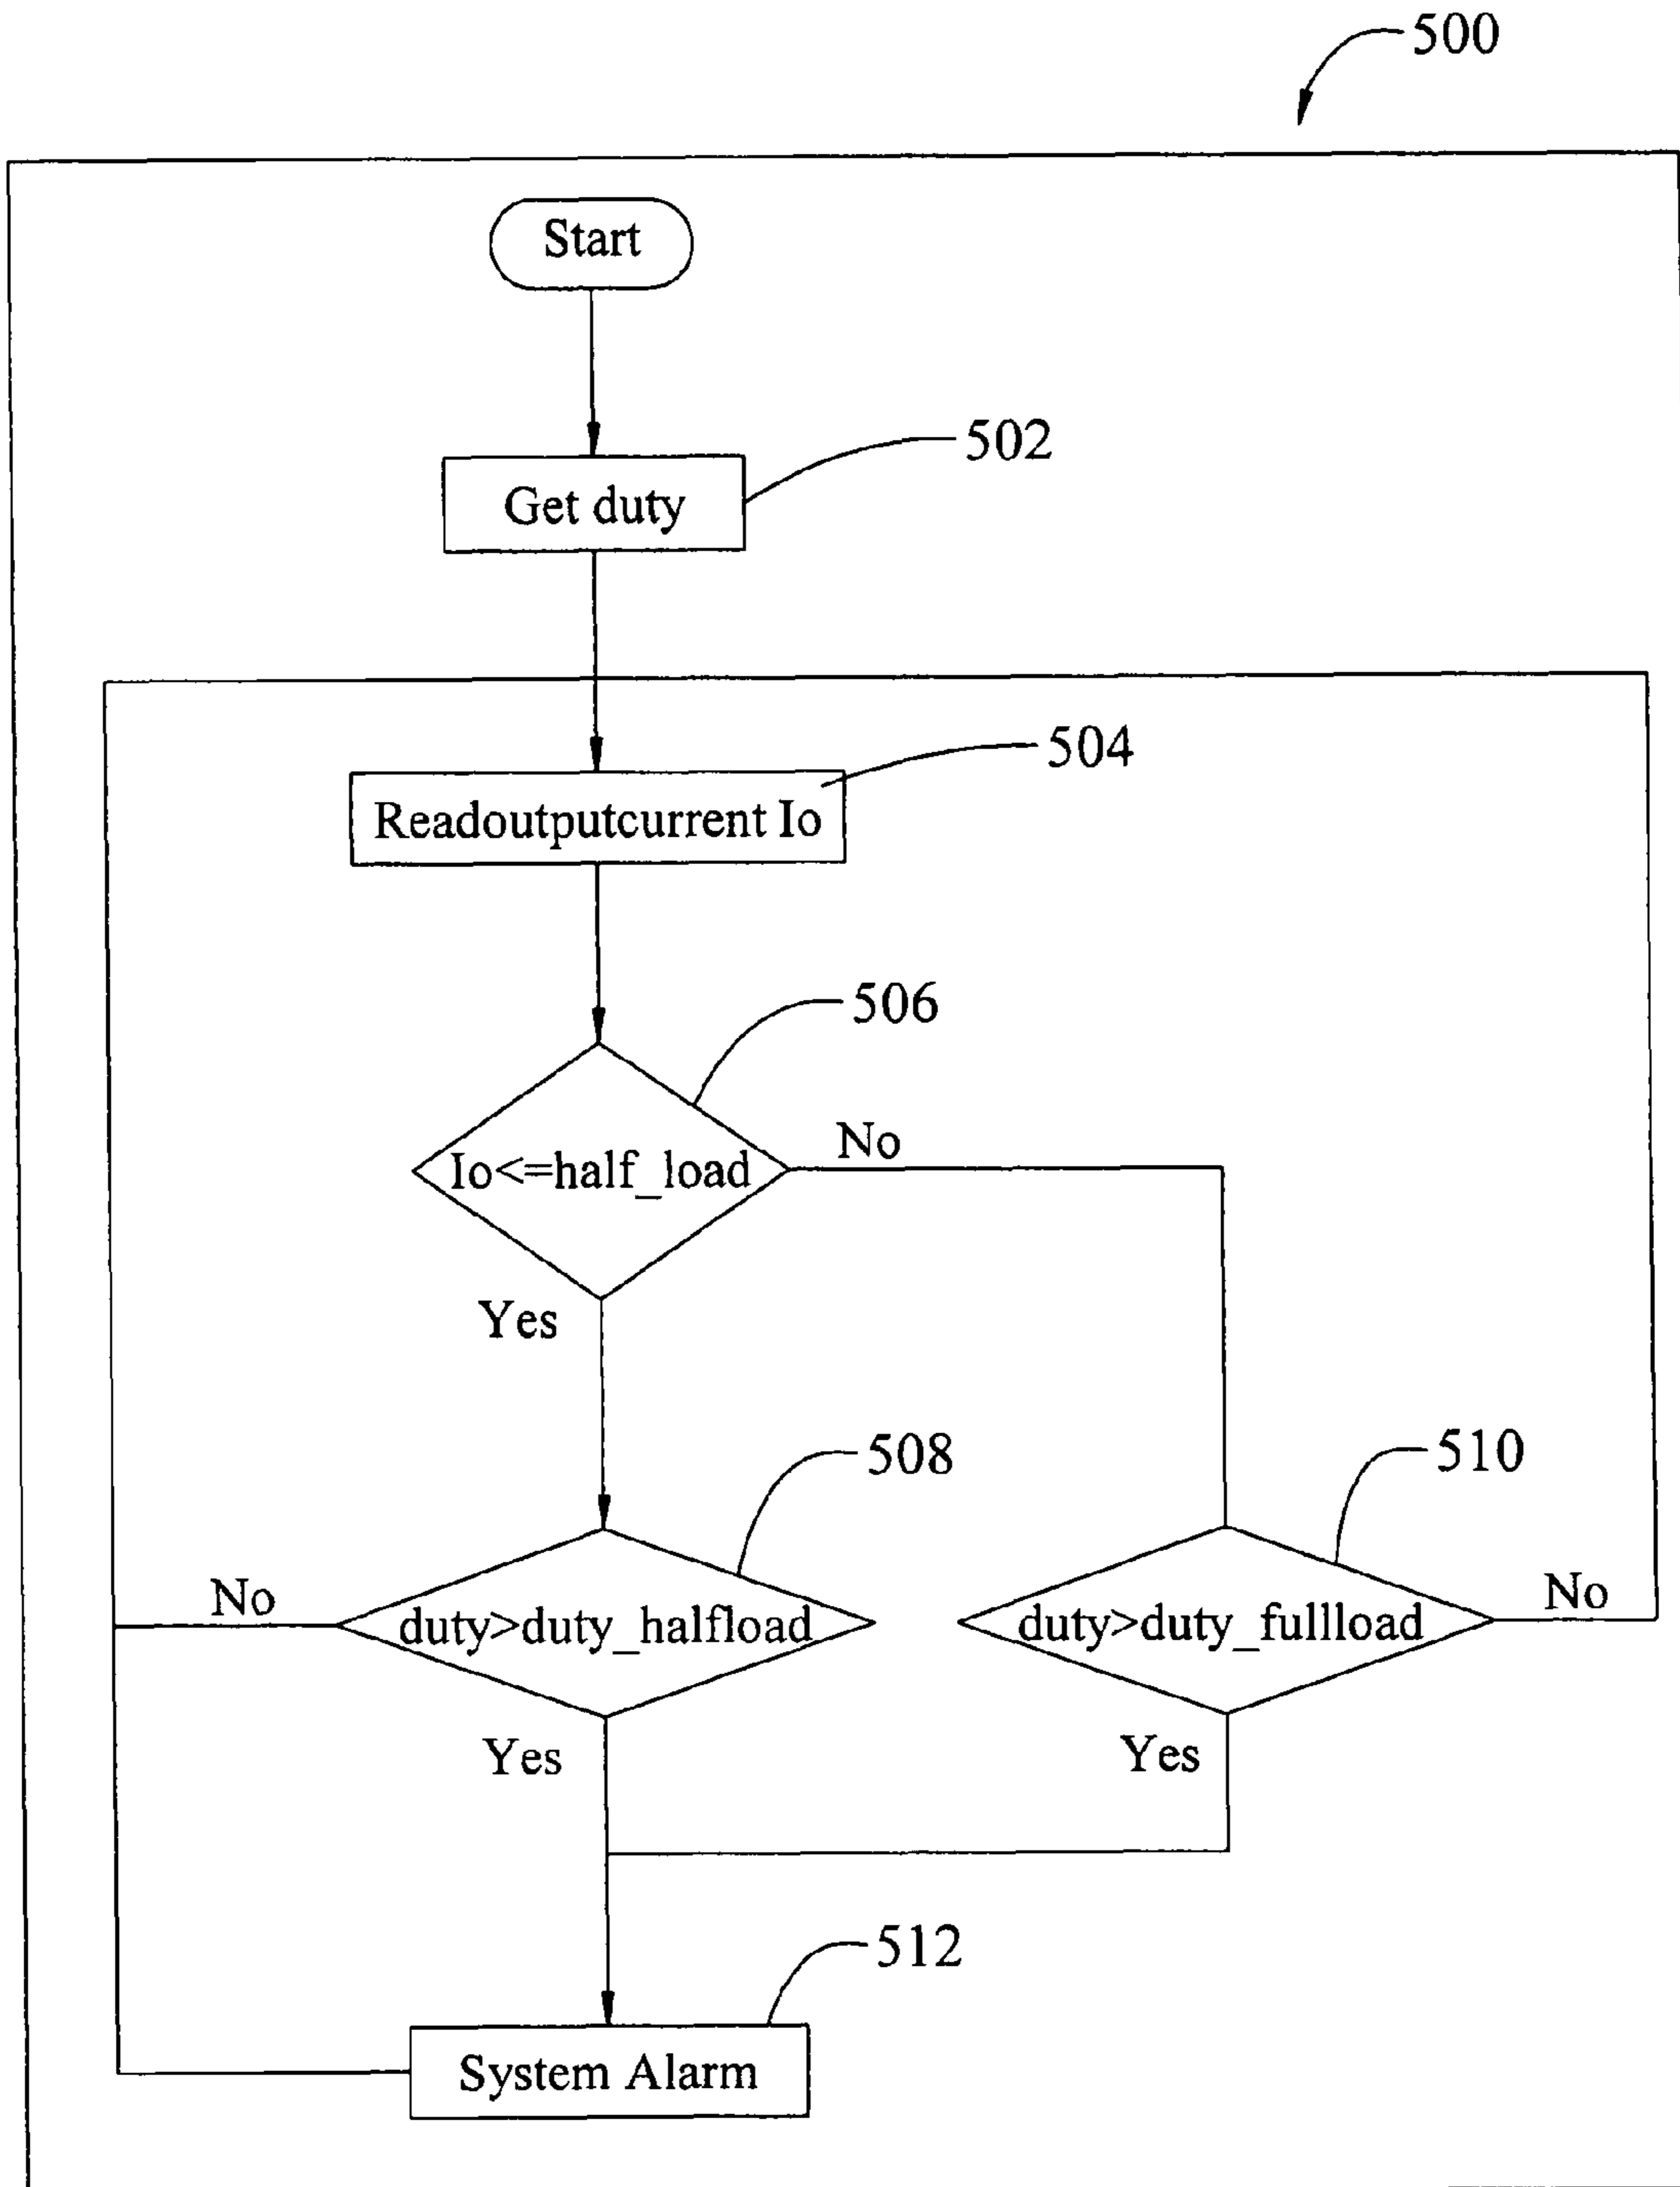 500
Start
502
Get duty
504
Readoutputcurrent Io
506
Io<=half_load
No
Yes
508
510
No
duty>duty_halfload
duty>duty_fullload
No
Yes
Yes
512
System Alarm